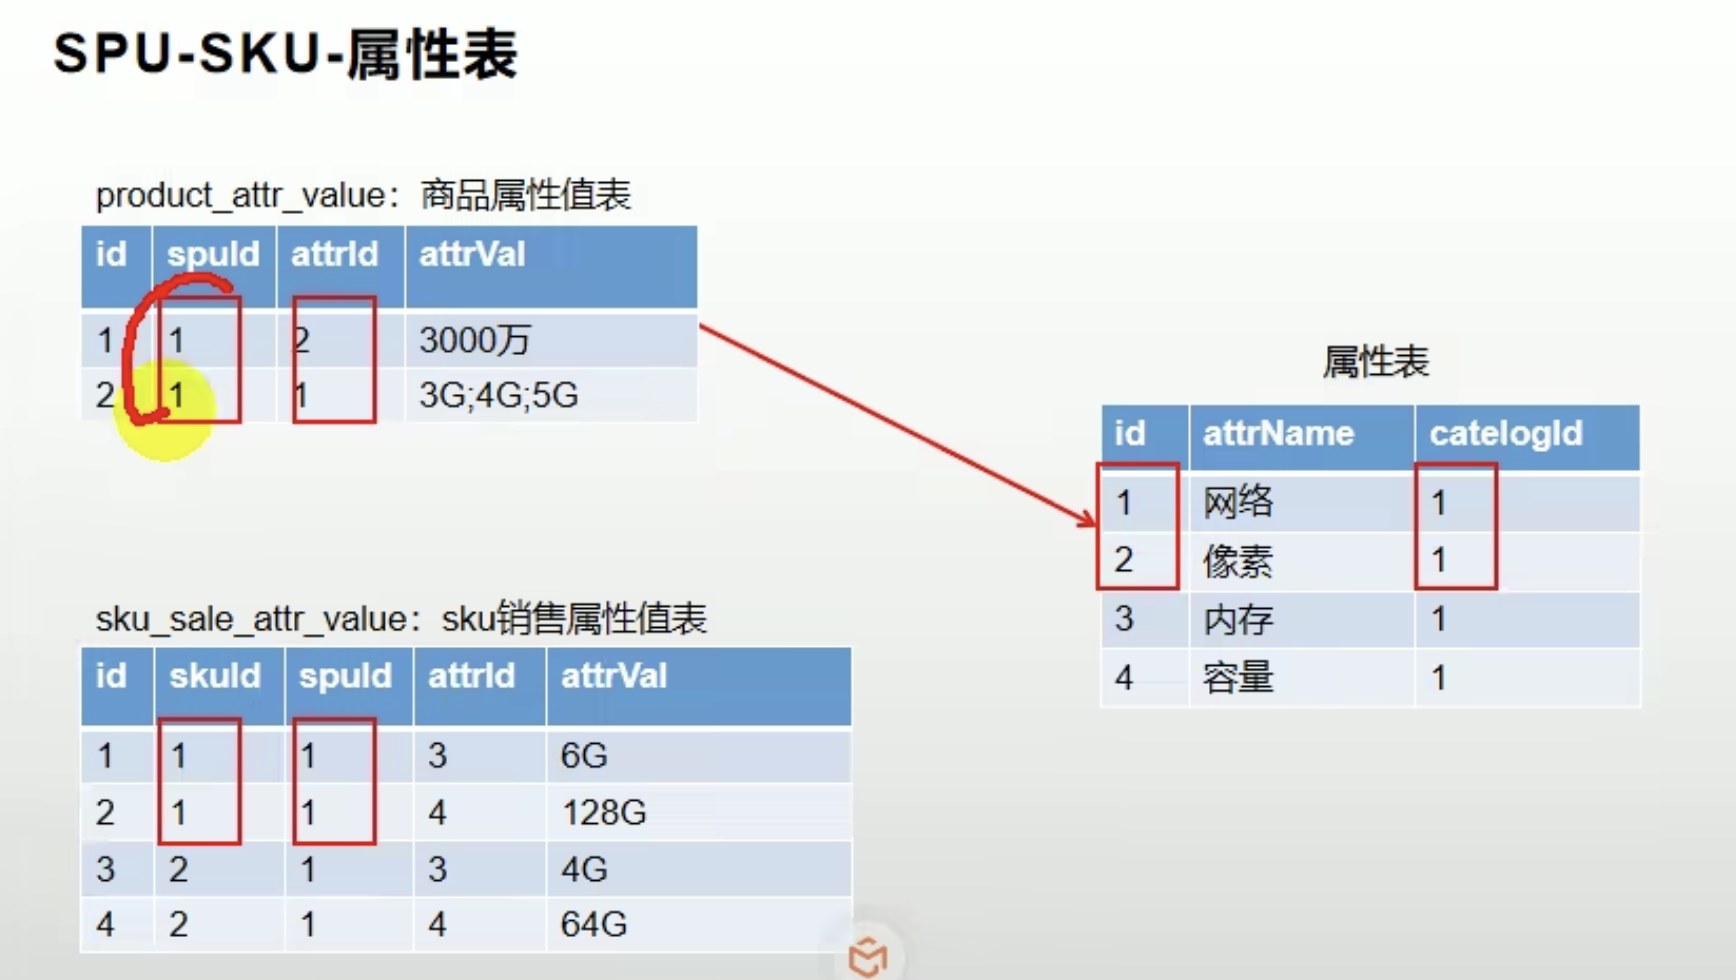 SPU-SKU-属性表
product_attr_value：商品属性值表
id spuId attrId attrVal
1 1 2 3000万
2 1 1 3G;4G;5G
属性表
id attrName catelogId
1 网络 1
2 像素 1
3 内存 1
4 容量 1
sku_sale_attr_value：sku销售属性值表
id skuId spuId attrId attrVal
1 1 1 3 6G
2 1 1 4 128G
3 2 1 3 4G
4 2 1 4 64G